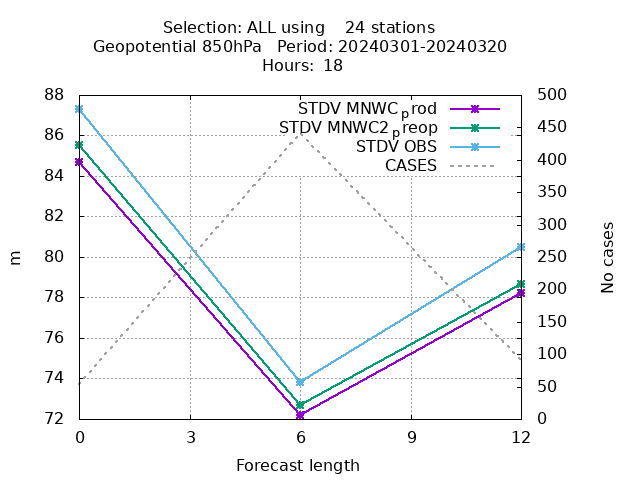 Selection: ALL using    24 stations
Geopotential 850hPa   Period: 20240301-20240320
Hours: 18
STDV MNWC_prod
STDV MNWC2_preop
STDV OBS
CASES
88
86
84
82
80
78
76
74
72
m
500
450
400
350
300
250
200
150
100
50
0
No cases
0 3 6 9 12
Forecast length